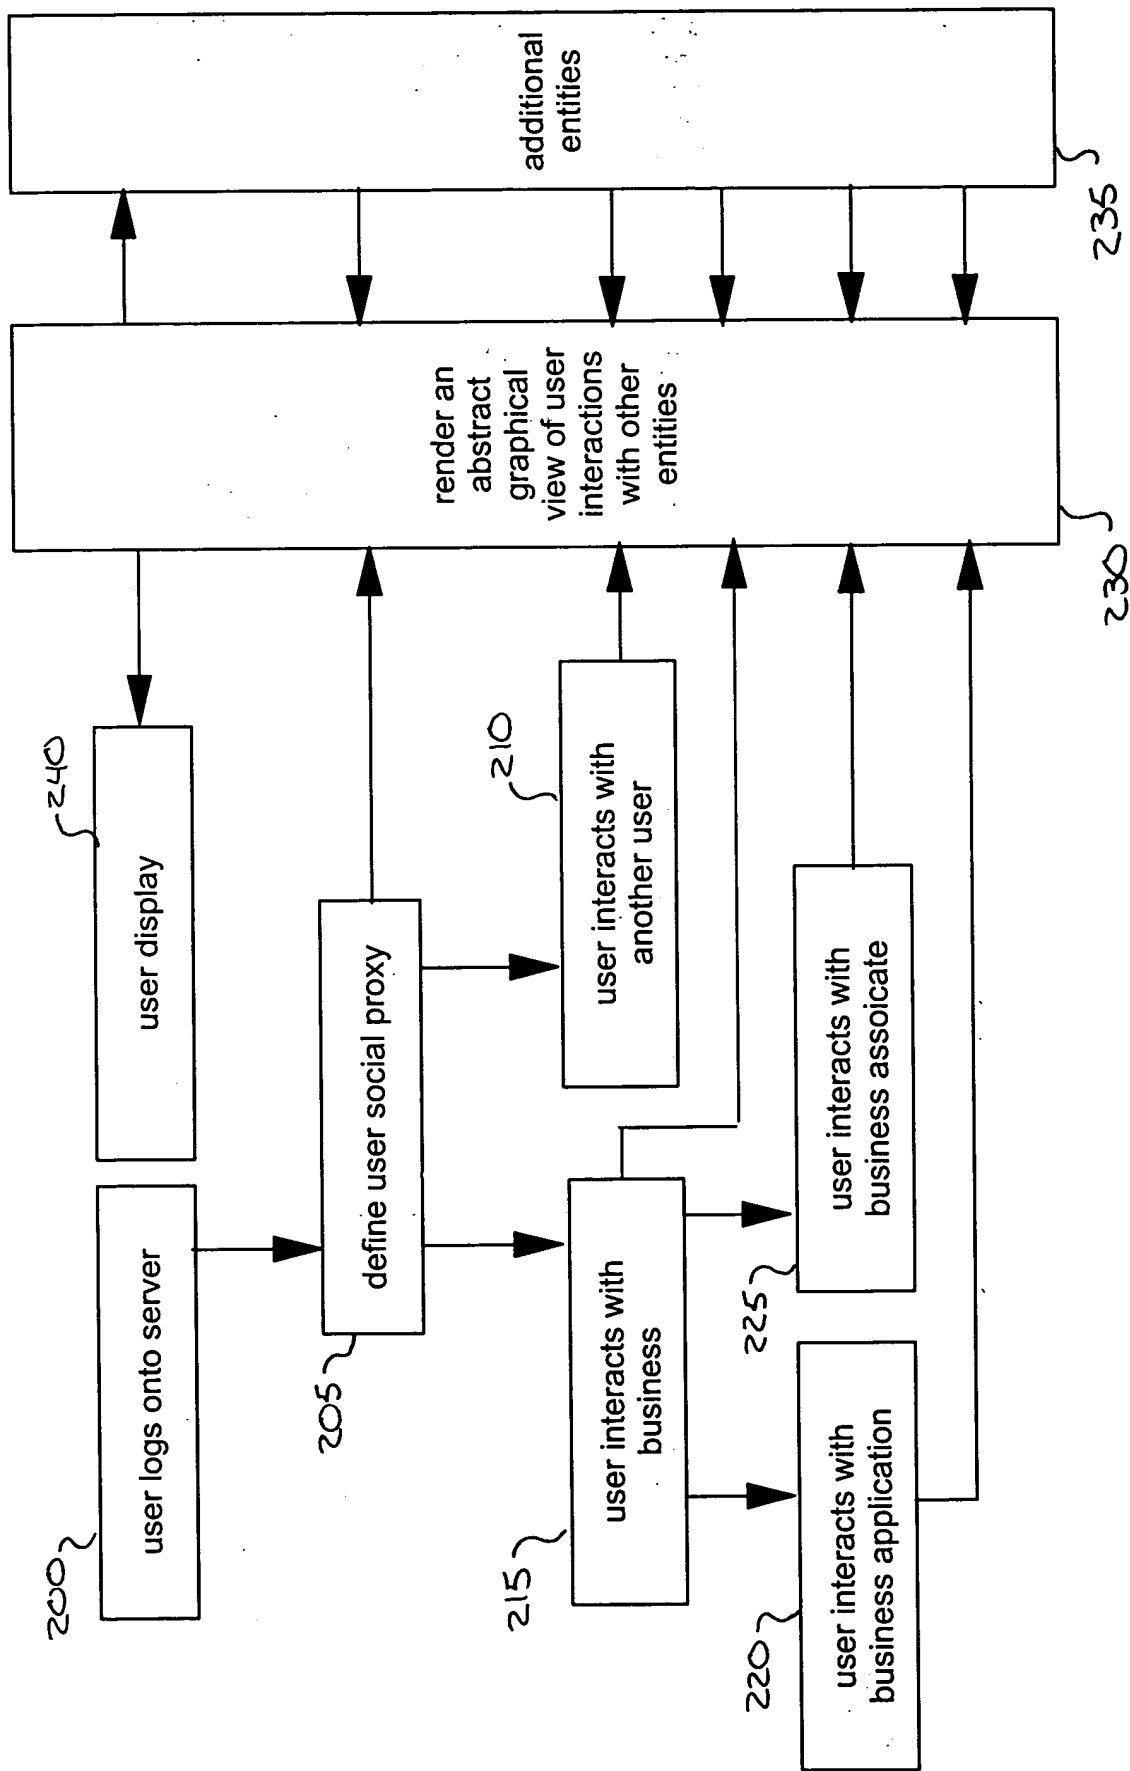 200
user logs onto server
240
user display
205
define user social proxy
215
user interacts with
business
210
user interacts with
another user
220
user interacts with
business application
225
user interacts with
business assoicate
230
render an
abstract
graphical
view of user
interactions
with other
entities
235
additional
entities